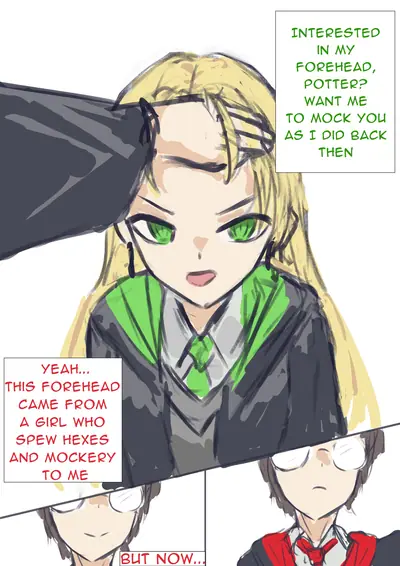 INTERESTED
IN MY
FOREHEAD,
POTTER?
WANT ME
TO MOCK YOU
AS I DID BACK
THEN
YEAH...
THIS FOREHEAD
CAME FROM
A GIRL WHO
SPEW HEXES
AND MOCKERY
TO ME
BUT NOW...